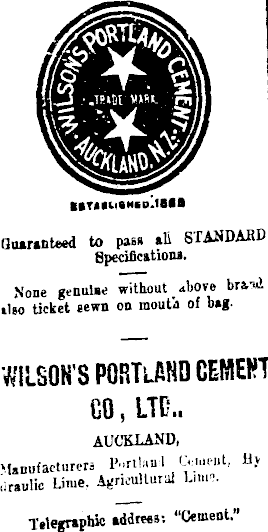 WILSON'S PORTLAND CEMENT
TRADE MARK
AUCKLAND, N.Z.
ESTABLISHED.
Guaranteed to pass all STANDARD
Specifications.
None genuine without above brand
also ticket sewn on mouth of bag.
WILSON'S PORTLAND CEMENT
CO, LTD.,
AUCKLAND,
Manufacturers Portland Cement, Hy
draulic Lime, Agricultural Lime.
Telegraphic address: "Cement."